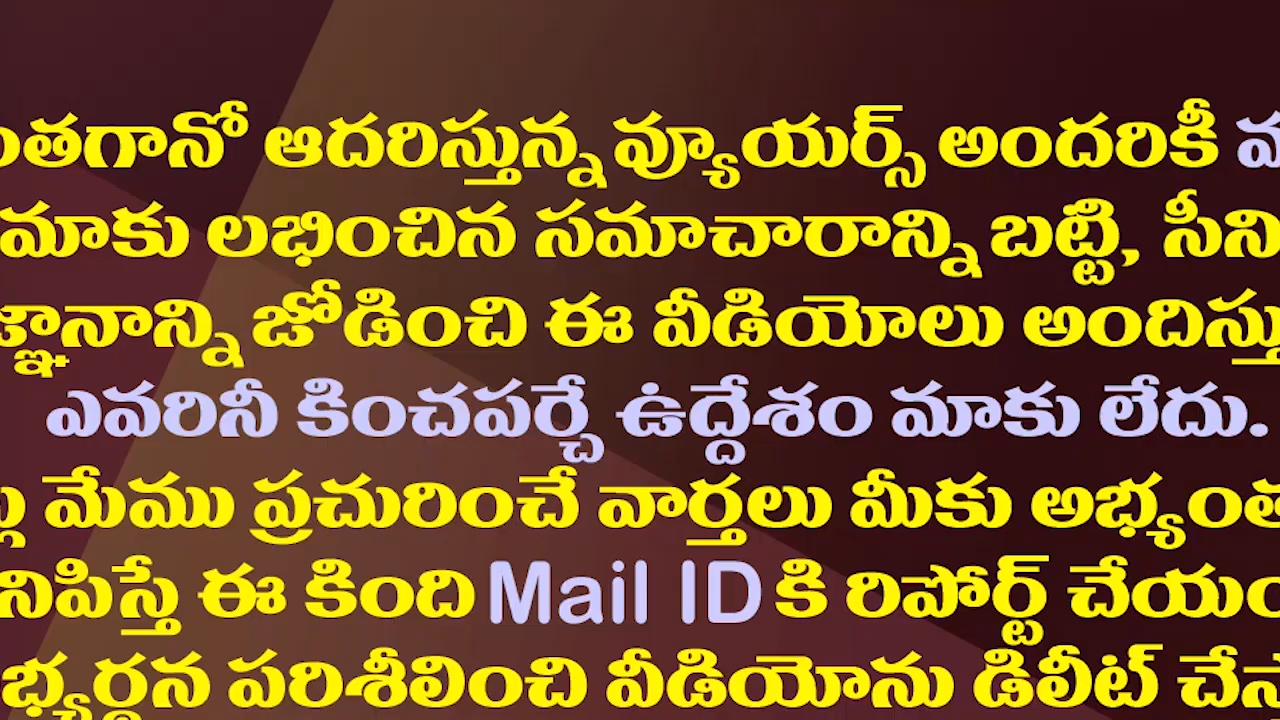 ఆదరిస్తున్న వ్యూయర్స్ అందరికీ
మాకు లభించిన సమాచారాన్ని బట్టి,
జోడించి ఈ వీడియోలు
ఎవరినీ కించపర్చే ఉద్దేశం మాకు లేదు.
మేము ప్రచురించే వార్తలు మీకు
ఈ కింది Mail ID కి రిపోర్ట్
పరిశీలించి వీడియోను డిలీట్